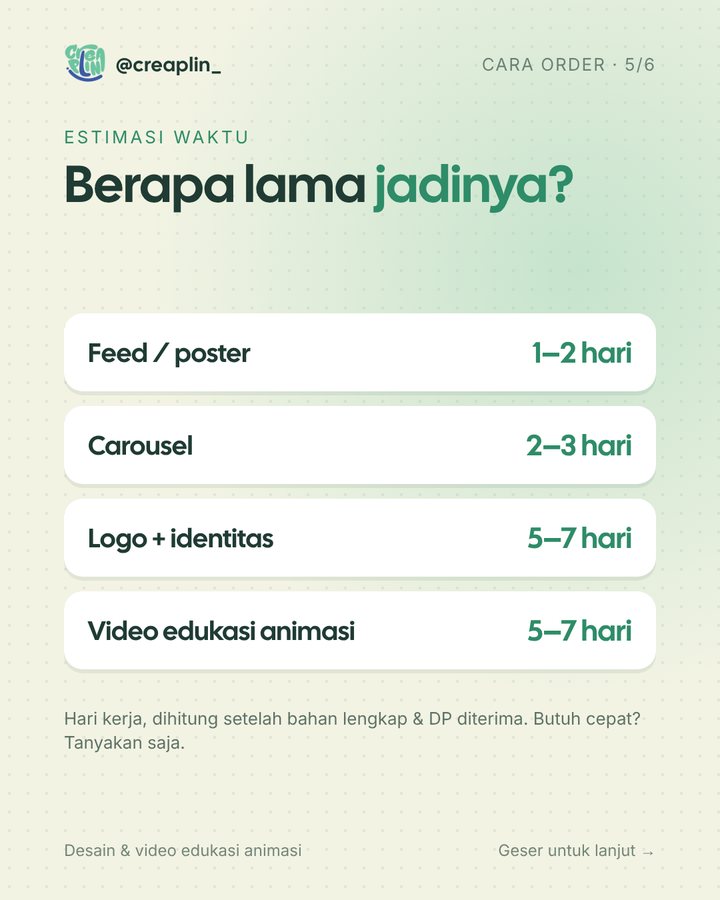 CREAPLIN
@creaplin_
CARA ORDER · 5/6
ESTIMASI WAKTU
Berapa lama jadinya?
Feed / poster
1–2 hari
Carousel
2–3 hari
Logo + identitas
5–7 hari
Video edukasi animasi
5–7 hari
Hari kerja, dihitung setelah bahan lengkap & DP diterima. Butuh cepat?
Tanyakan saja.
Desain & video edukasi animasi
Geser untuk lanjut →